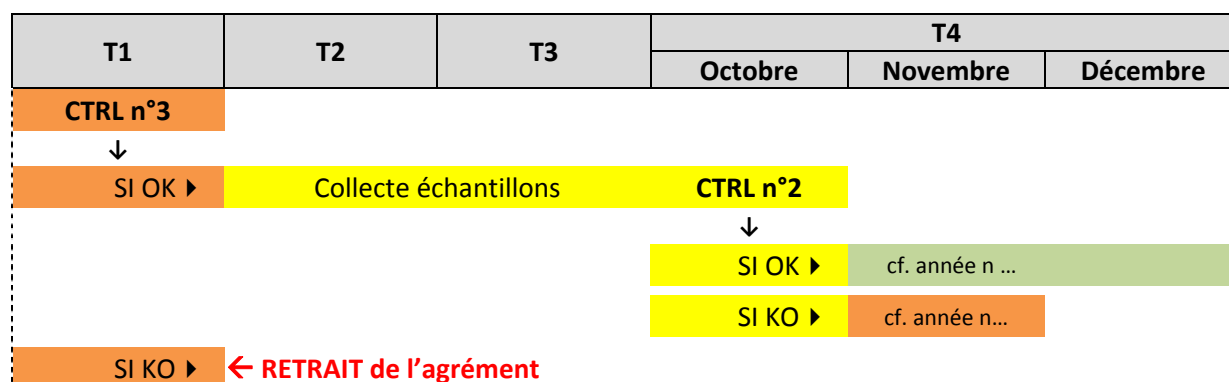 T1 T2 T3 T4
Octobre Novembre Décembre
CTRL n°3
↓
SI OK ▶ Collecte échantillons CTRL n°2
↓
SI OK ▶ cf. année n ...
SI KO ▶ cf. année n...
SI KO ▶ ← RETRAIT de l’agrément